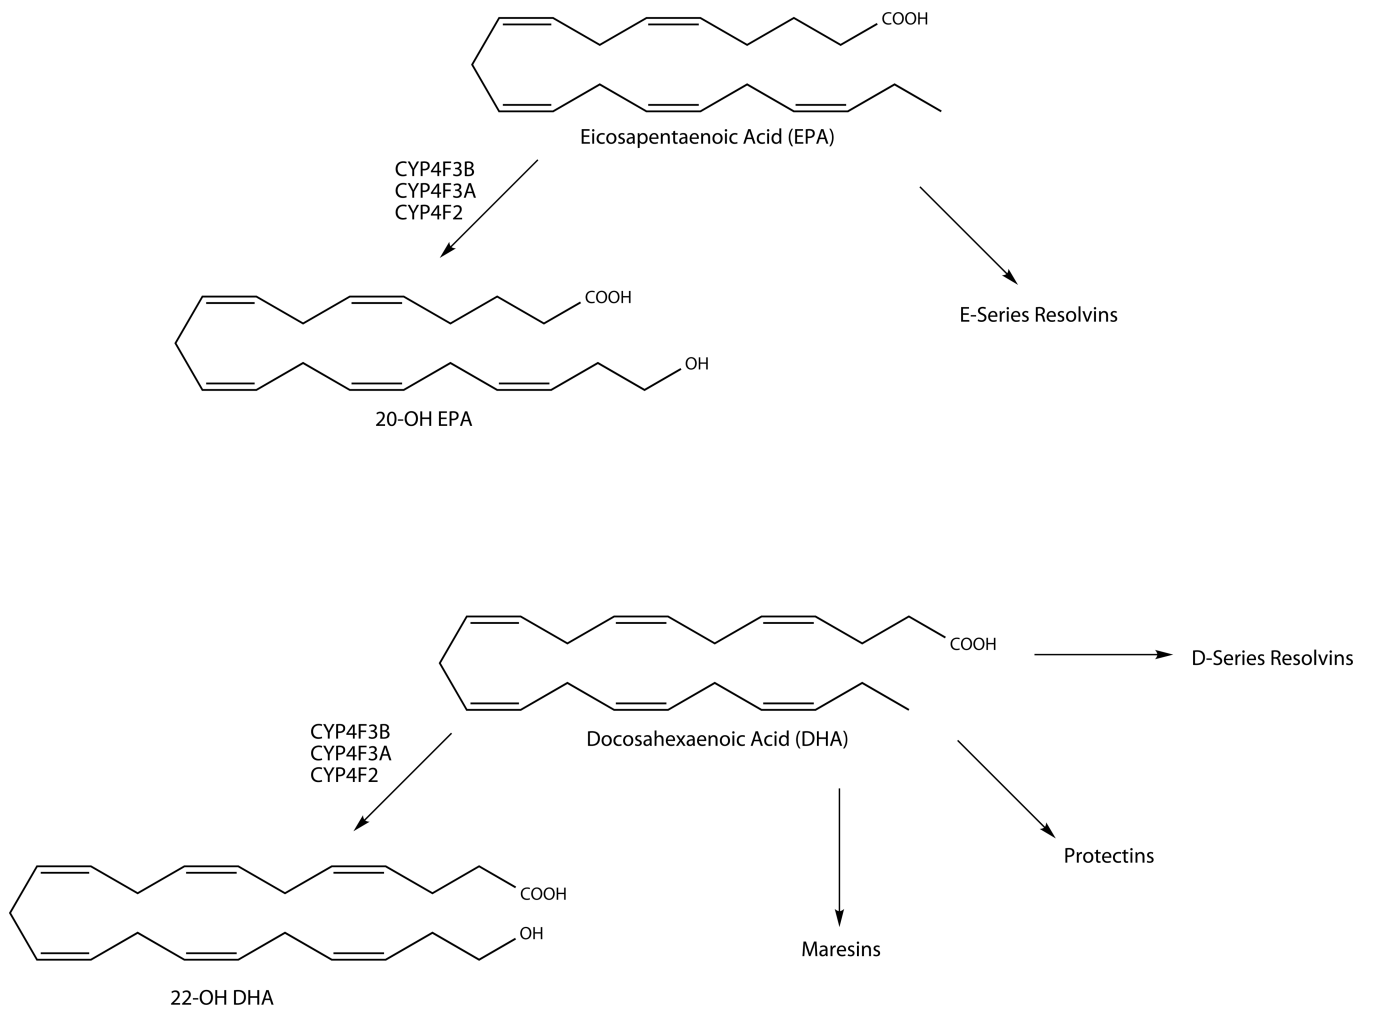 COOH
Eicosapentaenoic Acid (EPA)
CYP4F3B
CYP4F3A
CYP4F2
COOH
E-Series Resolvins
OH
20-OH EPA
COOH
D-Series Resolvins
CYP4F3B
CYP4F3A
CYP4F2
Docosahexaenoic Acid (DHA)
Protectins
COOH
OH
Maresins
22-OH DHA